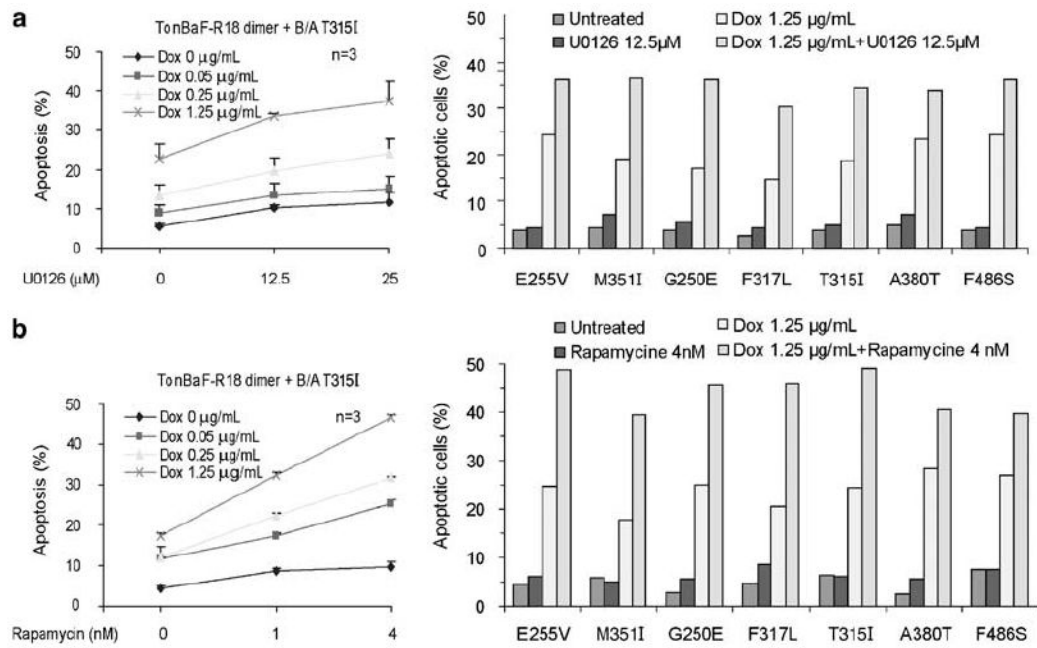 a
TonBaF-R18 dimer + B/A T315I
n=3
Dox 0 µg/mL
Dox 0.05 µg/mL
Dox 0.25 µg/mL
Dox 1.25 µg/mL
Apoptosis (%)
50
40
30
20
10
0
U0126 (µM) 0 12.5 25
Untreated Dox 1.25 µg/mL
U0126 12.5µM Dox 1.25 µg/mL+U0126 12.5µM
Apoptotic cells (%)
50
40
30
20
10
0
E255V M351I G250E F317L T315I A380T F486S
b
TonBaF-R18 dimer + B/A T315I
n=3
Dox 0 µg/mL
Dox 0.05 µg/mL
Dox 0.25 µg/mL
Dox 1.25 µg/mL
Apoptosis (%)
50
40
30
20
10
0
Rapamycin (nM) 0 1 4
Untreated Dox 1.25 µg/mL
Rapamycine 4nM Dox 1.25 µg/mL+Rapamycine 4 nM
Apoptotic cells (%)
50
40
30
20
10
0
E255V M351I G250E F317L T315I A380T F486S